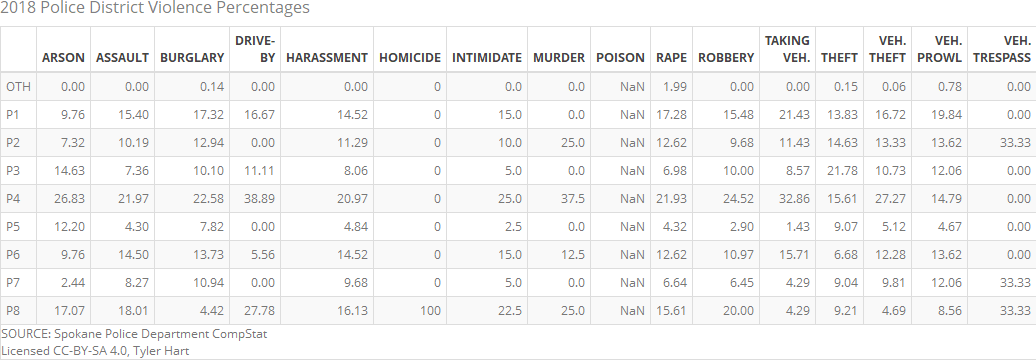 2018 Police District Violence Percentages
ARSON ASSAULT BURGLARY DRIVE-BY HARASSMENT HOMICIDE INTIMIDATE MURDER POISON RAPE ROBBERY TAKING VEH. THEFT VEH. THEFT VEH. PROWL VEH. TRESPASS
OTH 0.00 0.00 0.14 0.00 0.00 0 0.0 0.0 NaN 1.99 0.00 0.00 0.15 0.06 0.78 0.00
P1 9.76 15.40 17.32 16.67 14.52 0 15.0 0.0 NaN 17.28 15.48 21.43 13.83 16.72 19.84 0.00
P2 7.32 10.19 12.94 0.00 11.29 0 10.0 25.0 NaN 12.62 9.68 11.43 14.63 13.33 13.62 33.33
P3 14.63 7.36 10.10 11.11 8.06 0 5.0 0.0 NaN 6.98 10.00 8.57 21.78 10.73 12.06 0.00
P4 26.83 21.97 22.58 38.89 20.97 0 25.0 37.5 NaN 21.93 24.52 32.86 15.61 27.27 14.79 0.00
P5 12.20 4.30 7.82 0.00 4.84 0 2.5 0.0 NaN 4.32 2.90 1.43 9.07 5.12 4.67 0.00
P6 9.76 14.50 13.73 5.56 14.52 0 15.0 12.5 NaN 12.62 10.97 15.71 6.68 12.28 13.62 0.00
P7 2.44 8.27 10.94 0.00 9.68 0 5.0 0.0 NaN 6.64 6.45 4.29 9.04 9.81 12.06 33.33
P8 17.07 18.01 4.42 27.78 16.13 100 22.5 25.0 NaN 15.61 20.00 4.29 9.21 4.69 8.56 33.33
SOURCE: Spokane Police Department CompStat
Licensed CC-BY-SA 4.0, Tyler Hart